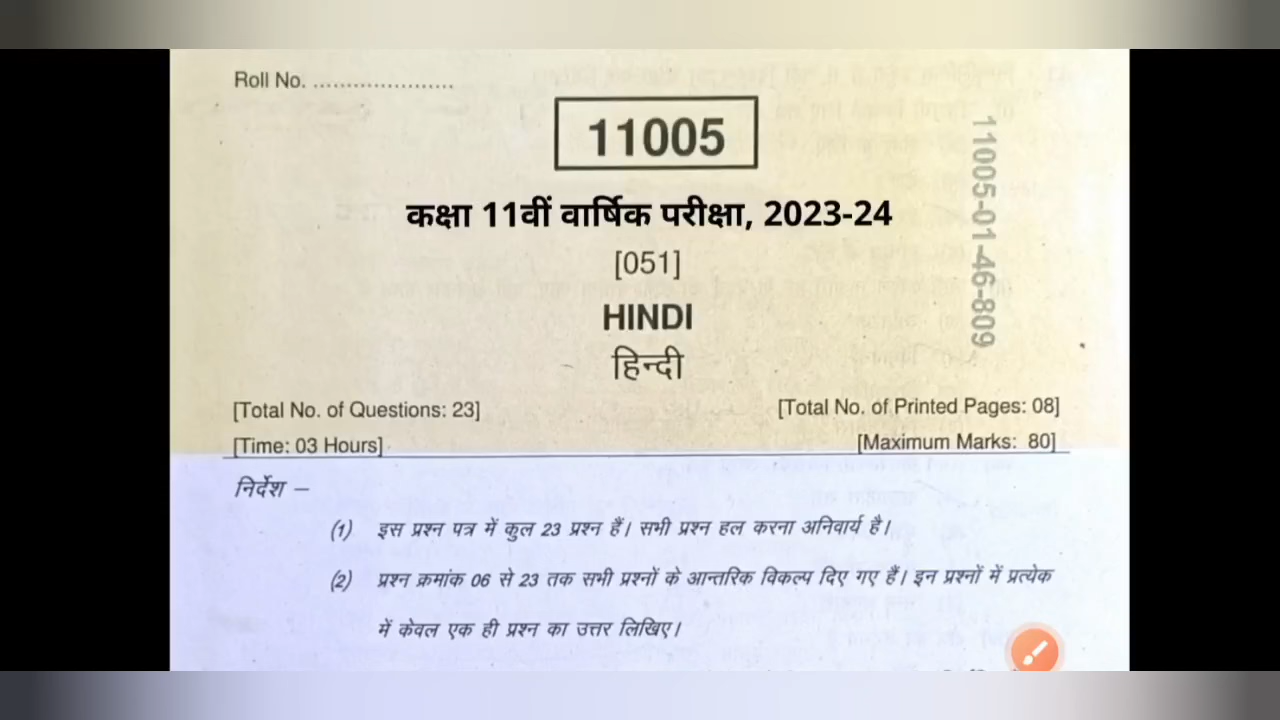 Roll No. ......................
11005
11005-01-46-809
कक्षा 11वीं वार्षिक परीक्षा, 2023-24
[051]
HINDI
हिन्दी
[Total No. of Questions: 23]
[Total No. of Printed Pages: 08]
[Time: 03 Hours]
[Maximum Marks: 80]
निर्देश –
(1) इस प्रश्न पत्र में कुल 23 प्रश्न हैं। सभी प्रश्न हल करना अनिवार्य है।
(2) प्रश्न क्रमांक 06 से 23 तक सभी प्रश्नों के आन्तरिक विकल्प दिए गए हैं। इन प्रश्नों में प्रत्येक
में केवल एक ही प्रश्न का उत्तर लिखिए।